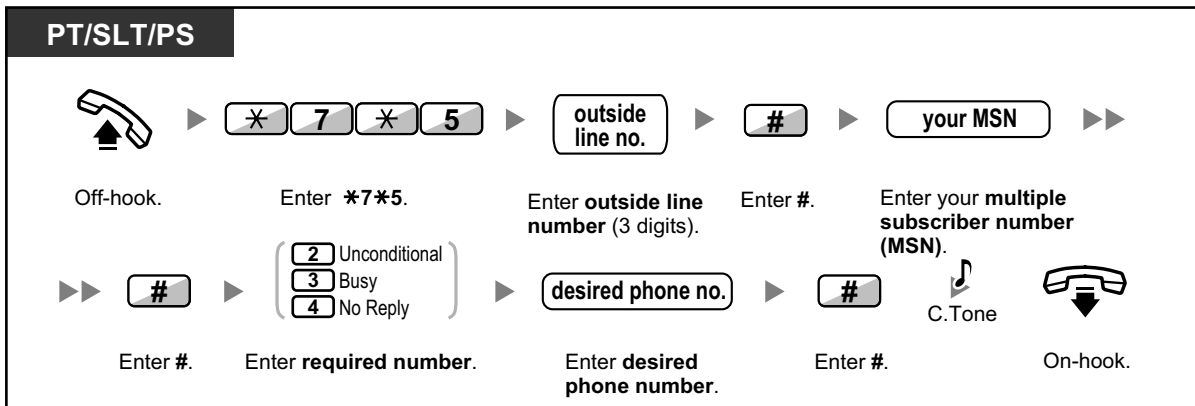 PT/SLT/PS
✳ 7 ✳ 5
outside
line no.
#
your MSN
Off-hook.
Enter ✳7✳5.
Enter outside line
number (3 digits).
Enter #.
Enter your multiple
subscriber number
(MSN).
#
2 Unconditional
3 Busy
4 No Reply
desired phone no.
#
C.Tone
Enter #.
Enter required number.
Enter desired
phone number.
Enter #.
On-hook.